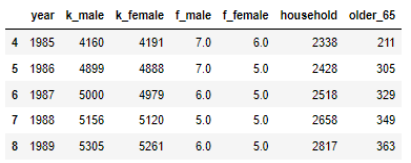 year k_male k_female f_male f_female household older_65
4 1985 4160 4191 7.0 6.0 2338 211
5 1986 4899 4888 7.0 5.0 2428 305
6 1987 5000 4979 6.0 5.0 2518 329
7 1988 5156 5120 5.0 5.0 2658 349
8 1989 5305 5261 6.0 5.0 2817 363